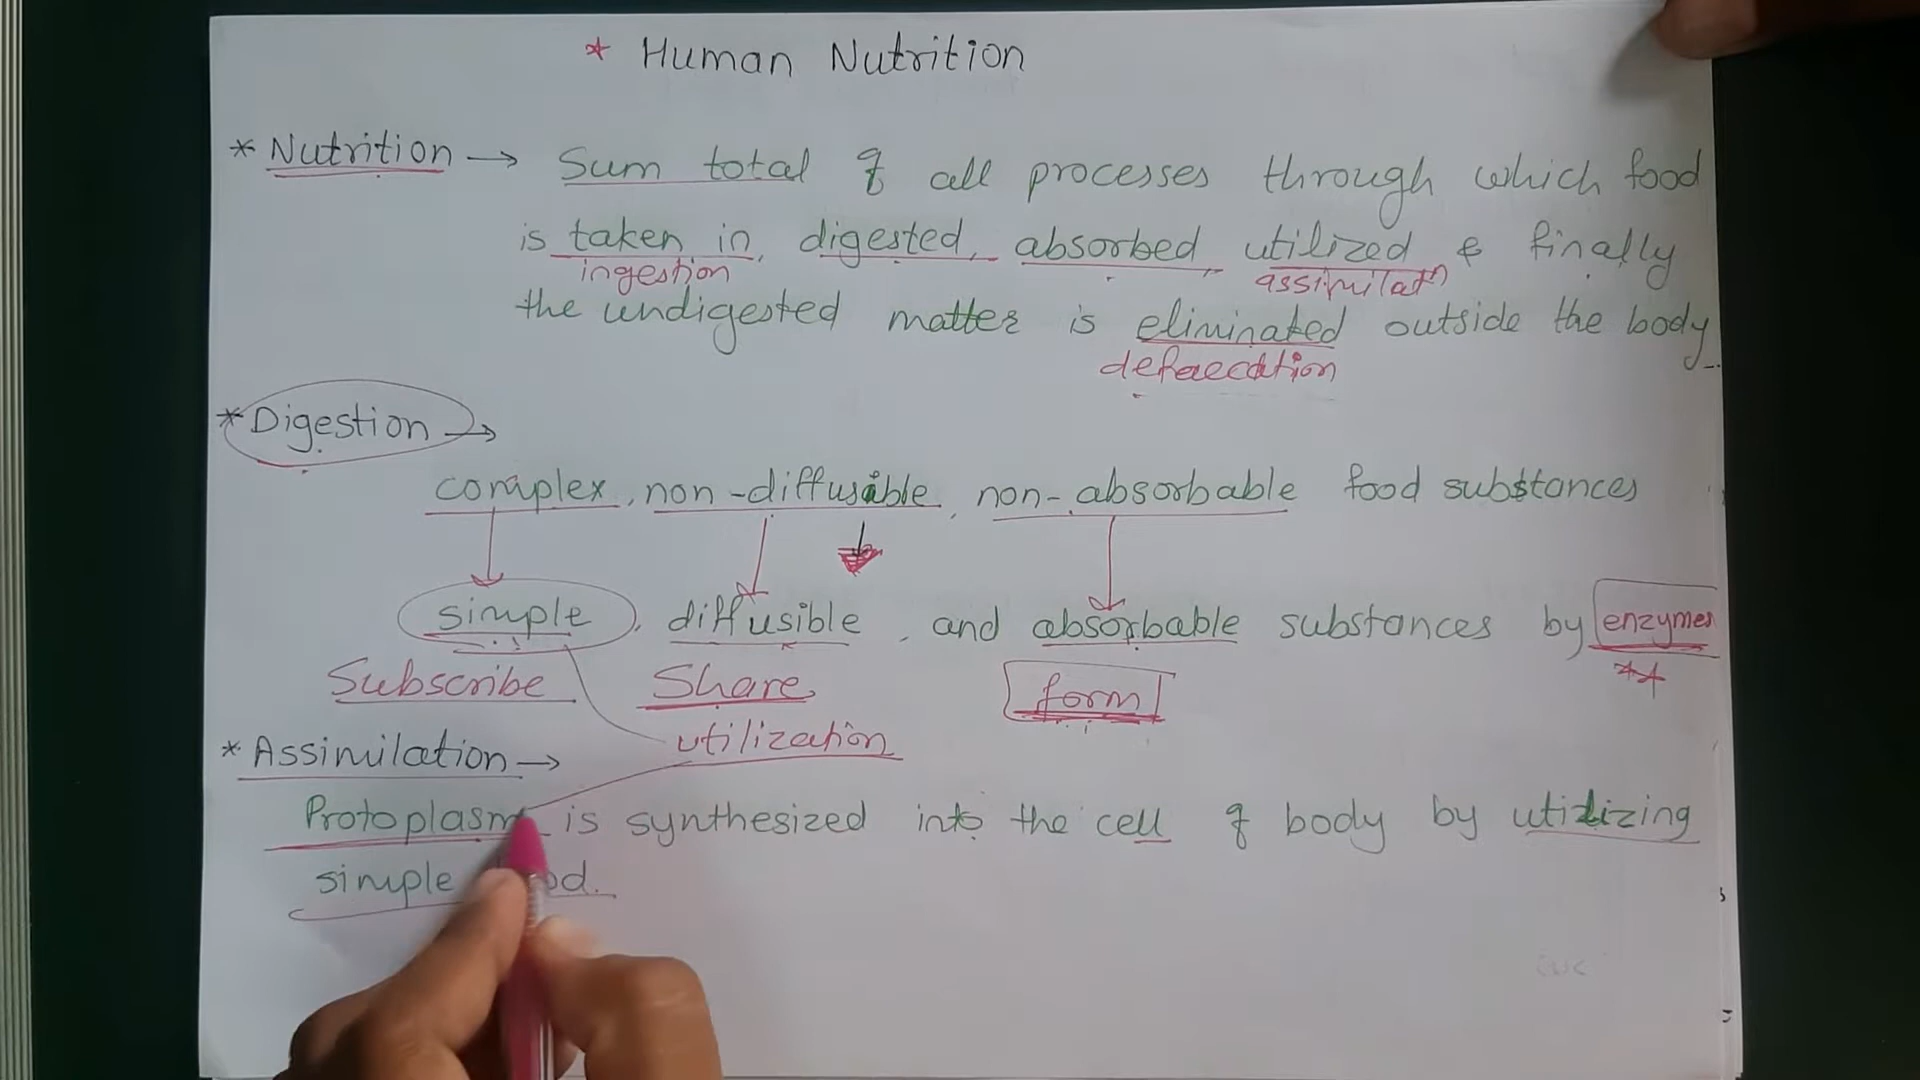 * Human Nutrition
* Nutrition → Sum total of all processes through which food
is taken in, digested, absorbed utilized & finally
ingestion assimilatn
the undigested matter is eliminated outside the body
defaecation
* Digestion →
complex, non-diffusible, non-absorbable food substances
simple, diffusible, and absorbable substances by enzymes
**
Subscribe Share form
utilization
* Assimilation →
Protoplasm is synthesized into the cell of body by utilizing
simple